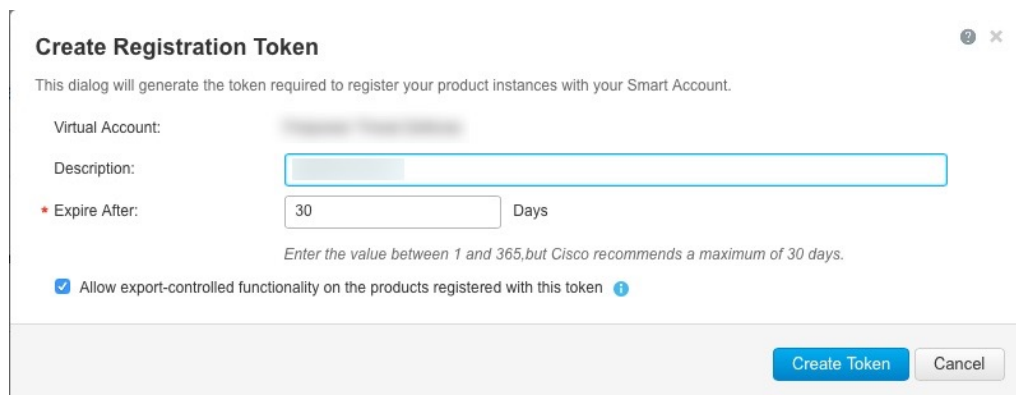 Create Registration Token
This dialog will generate the token required to register your product instances with your Smart Account.
Virtual Account:
Description:
* Expire After: 30 Days
Enter the value between 1 and 365,but Cisco recommends a maximum of 30 days.
Allow export-controlled functionality on the products registered with this token
Create Token Cancel